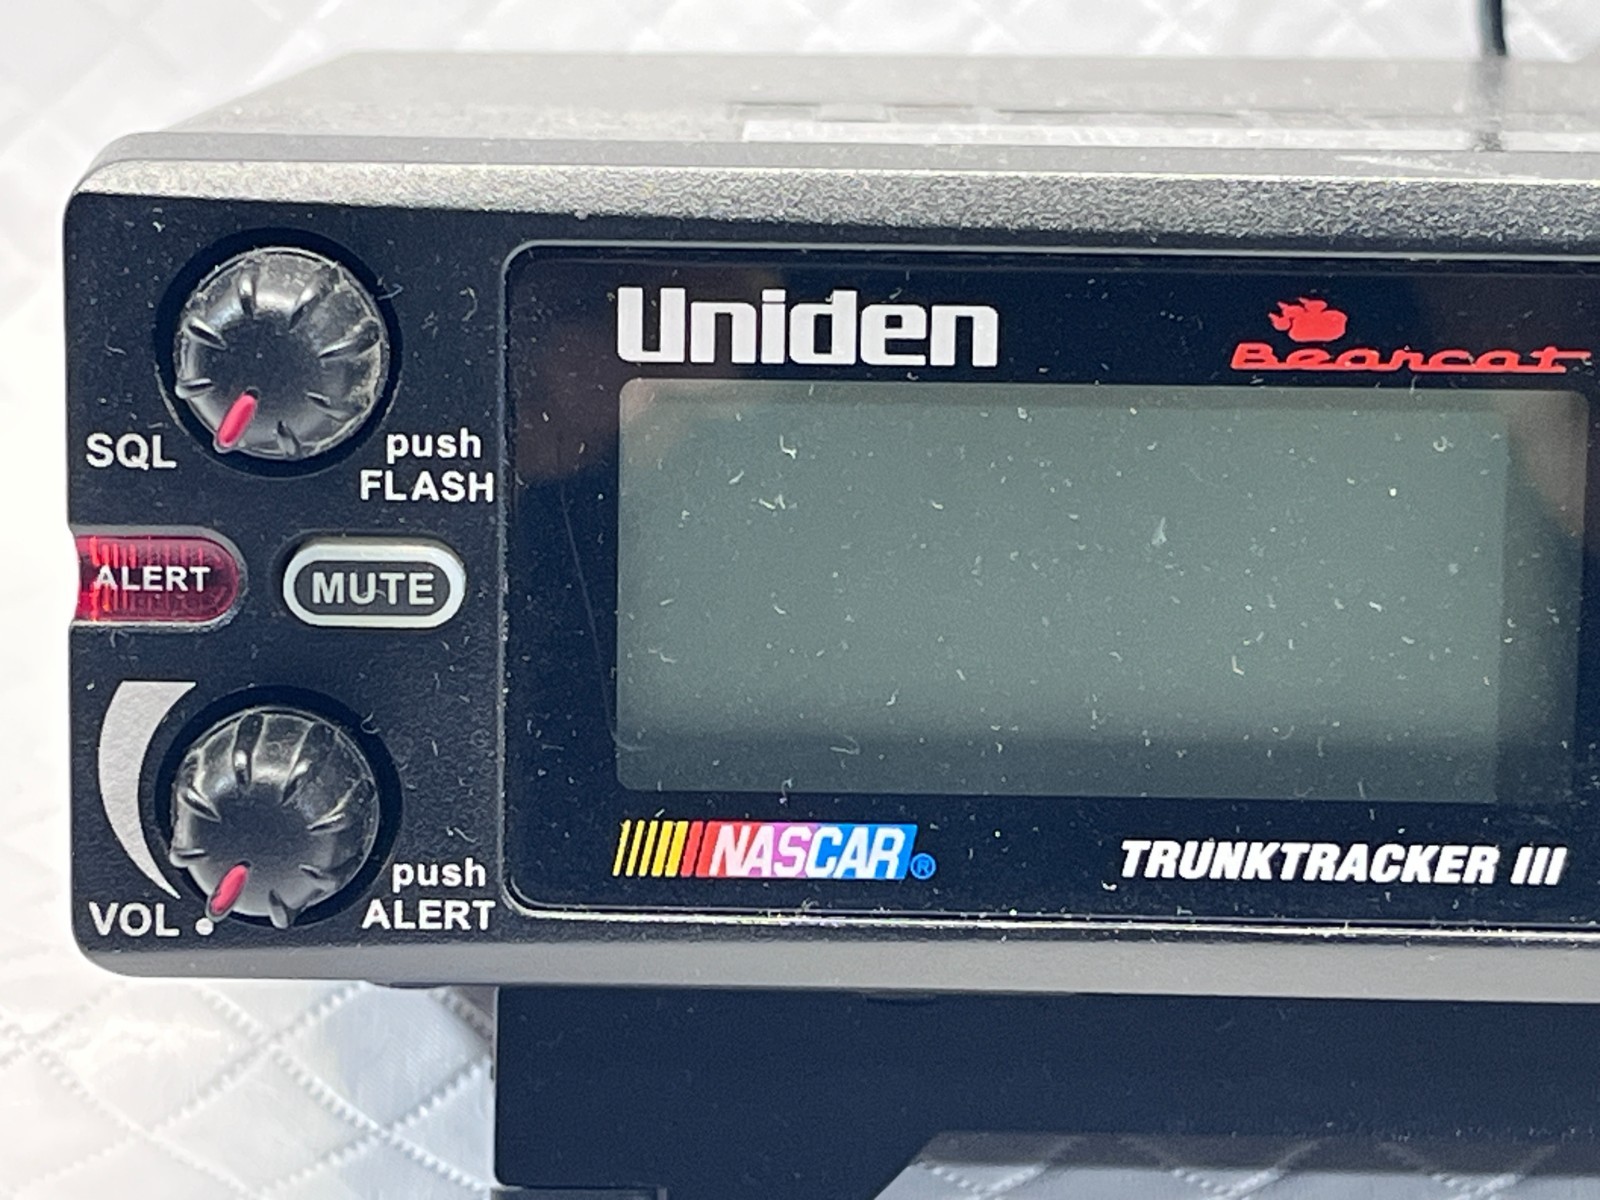 Uniden
Bearcat
SQL
push
FLASH
ALERT
MUTE
VOL
push
ALERT
NASCAR®
TRUNKTRACKER III